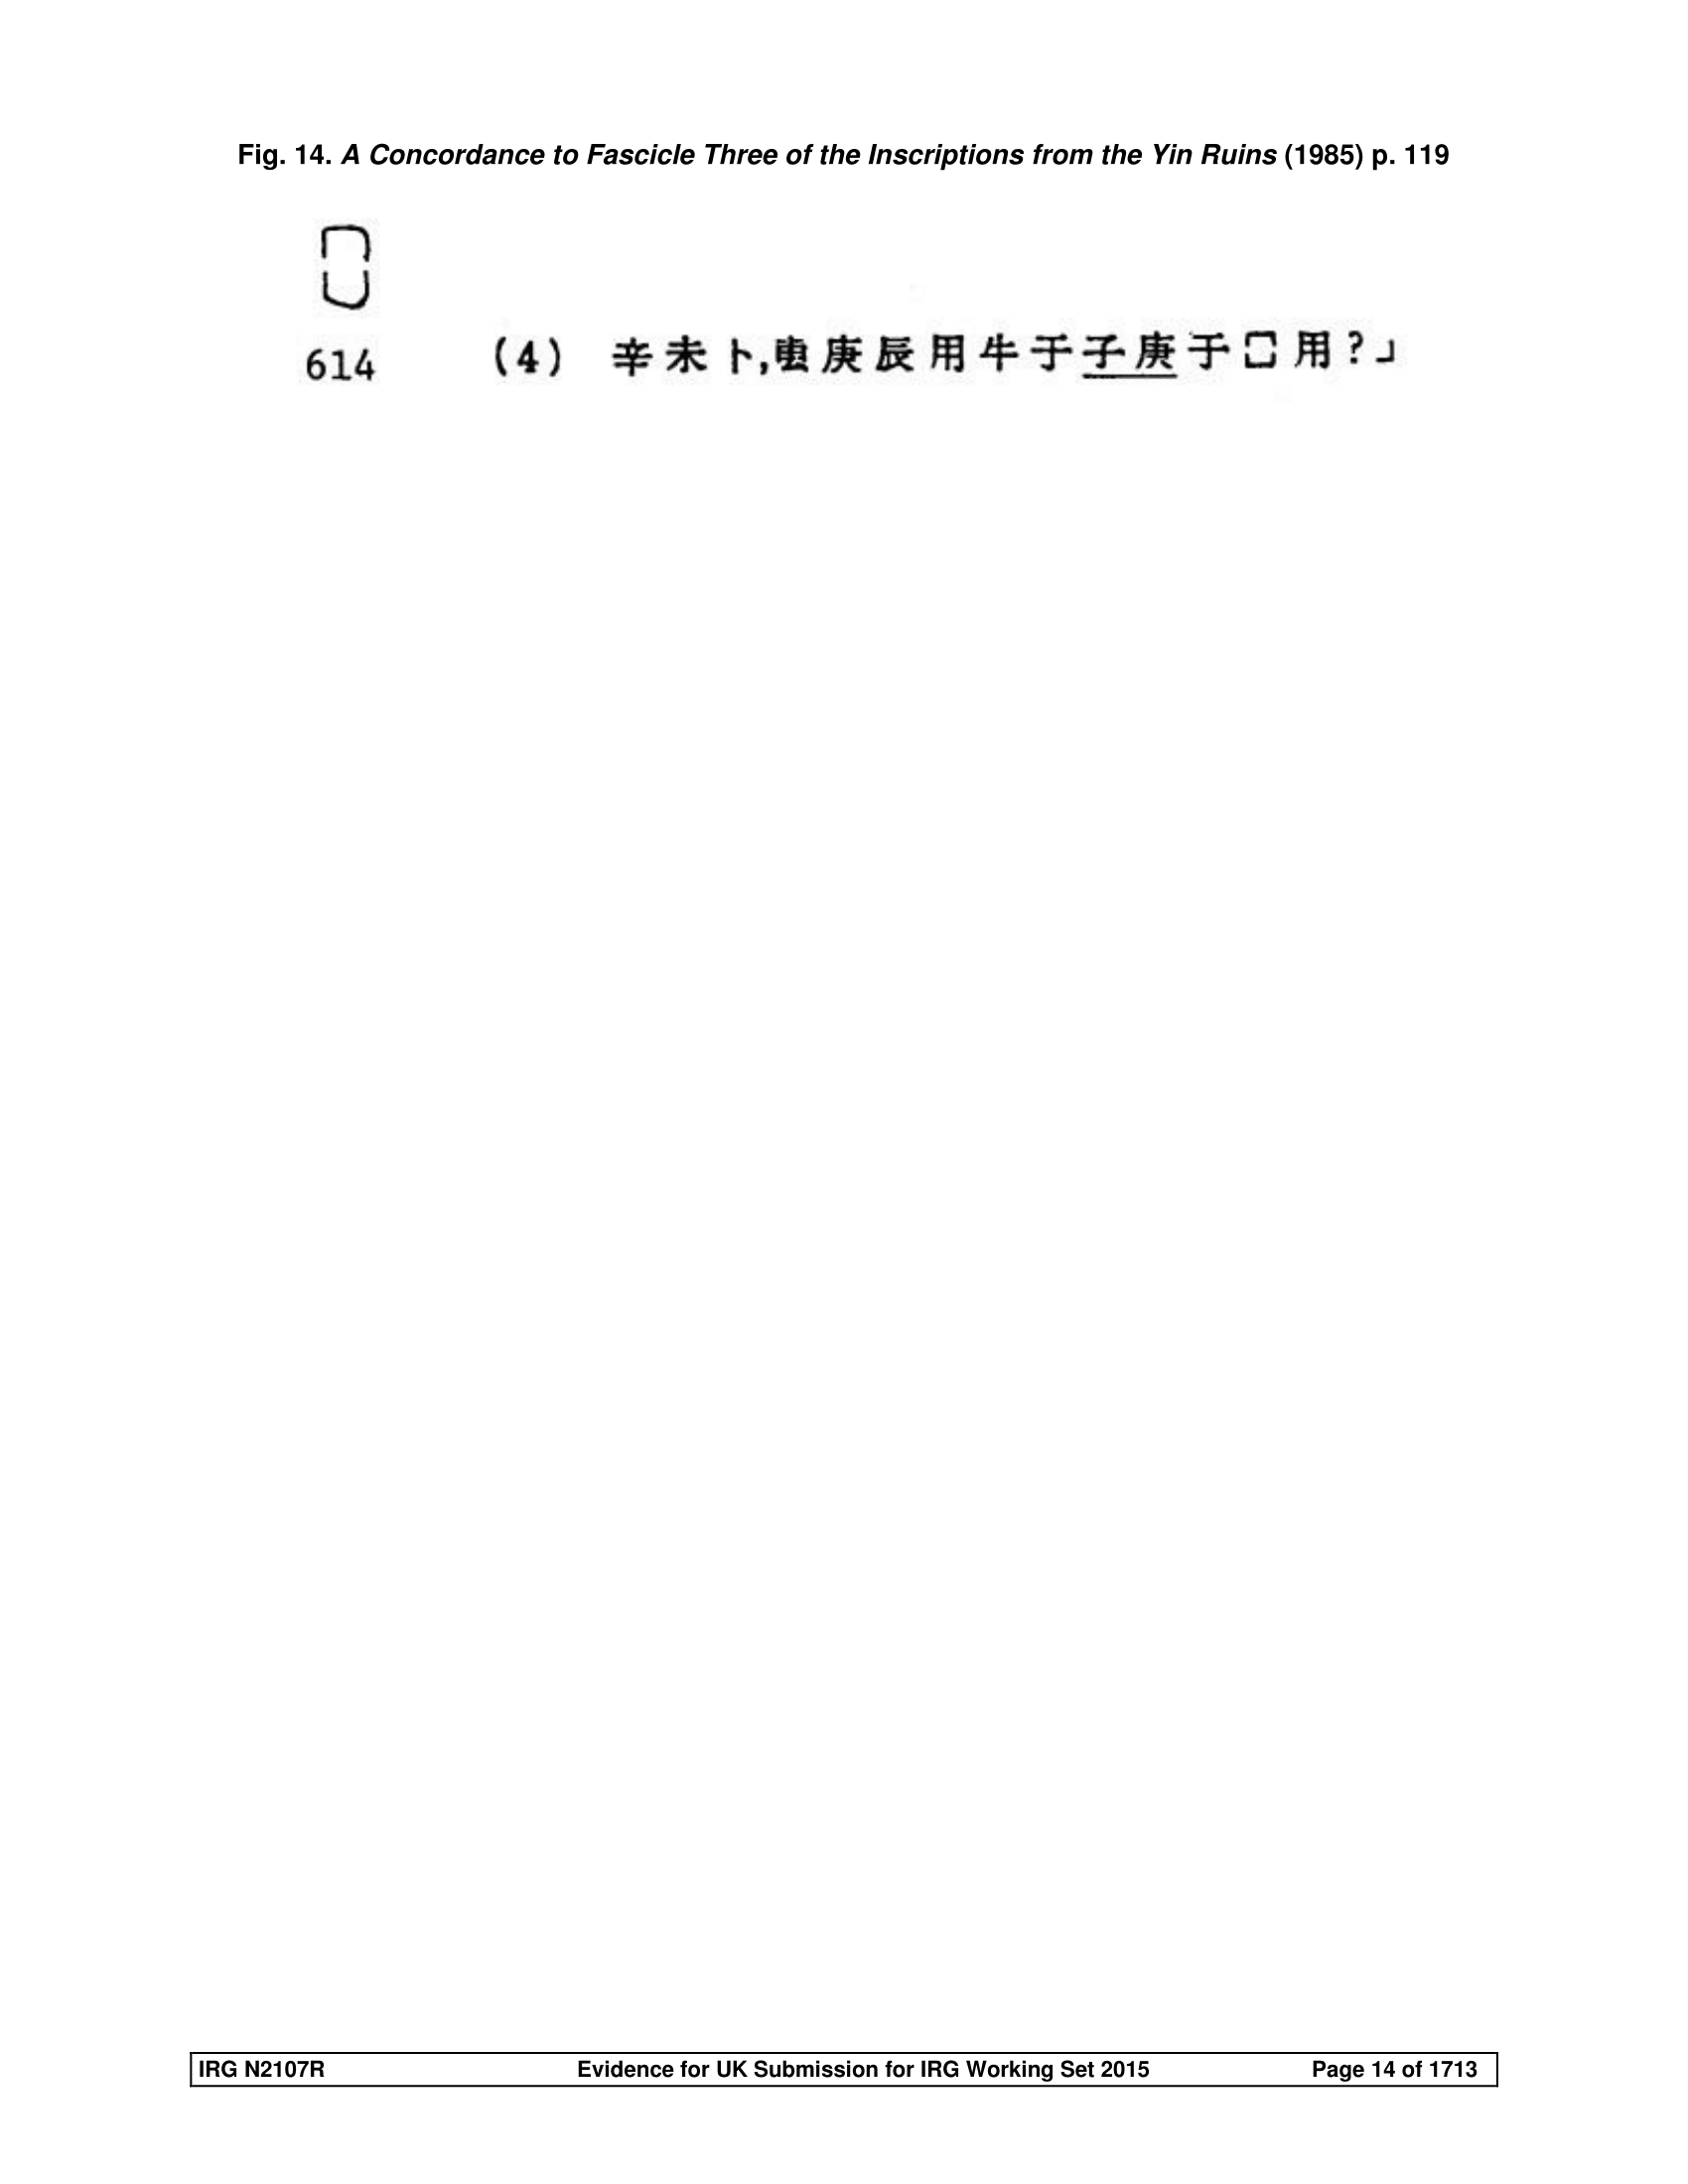 Fig. 14. A Concordance to Fascicle Three of the Inscriptions from the Yin Ruins (1985) p. 119
614 (4) 辛未卜,叀庚辰用牛于子庚于用?」
IRG N2107R Evidence for UK Submission for IRG Working Set 2015 Page 14 of 1713